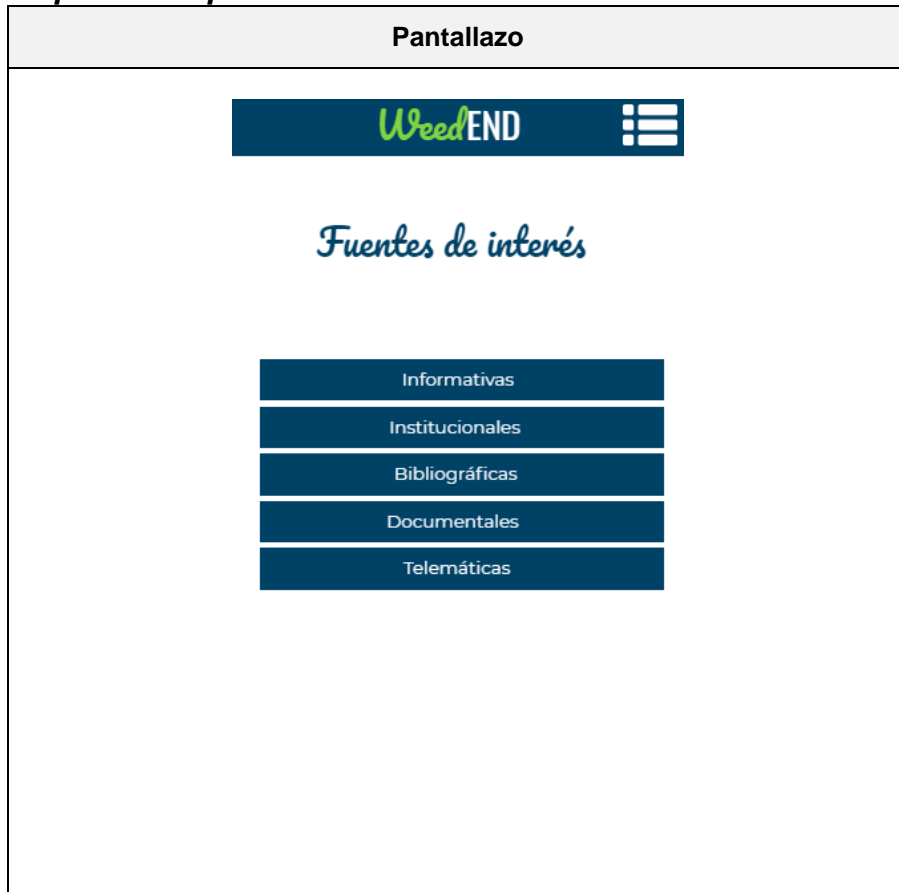 Pantallazo
WeedEND
Fuentes de interés
Informativas
Institucionales
Bibliográficas
Documentales
Telemáticas